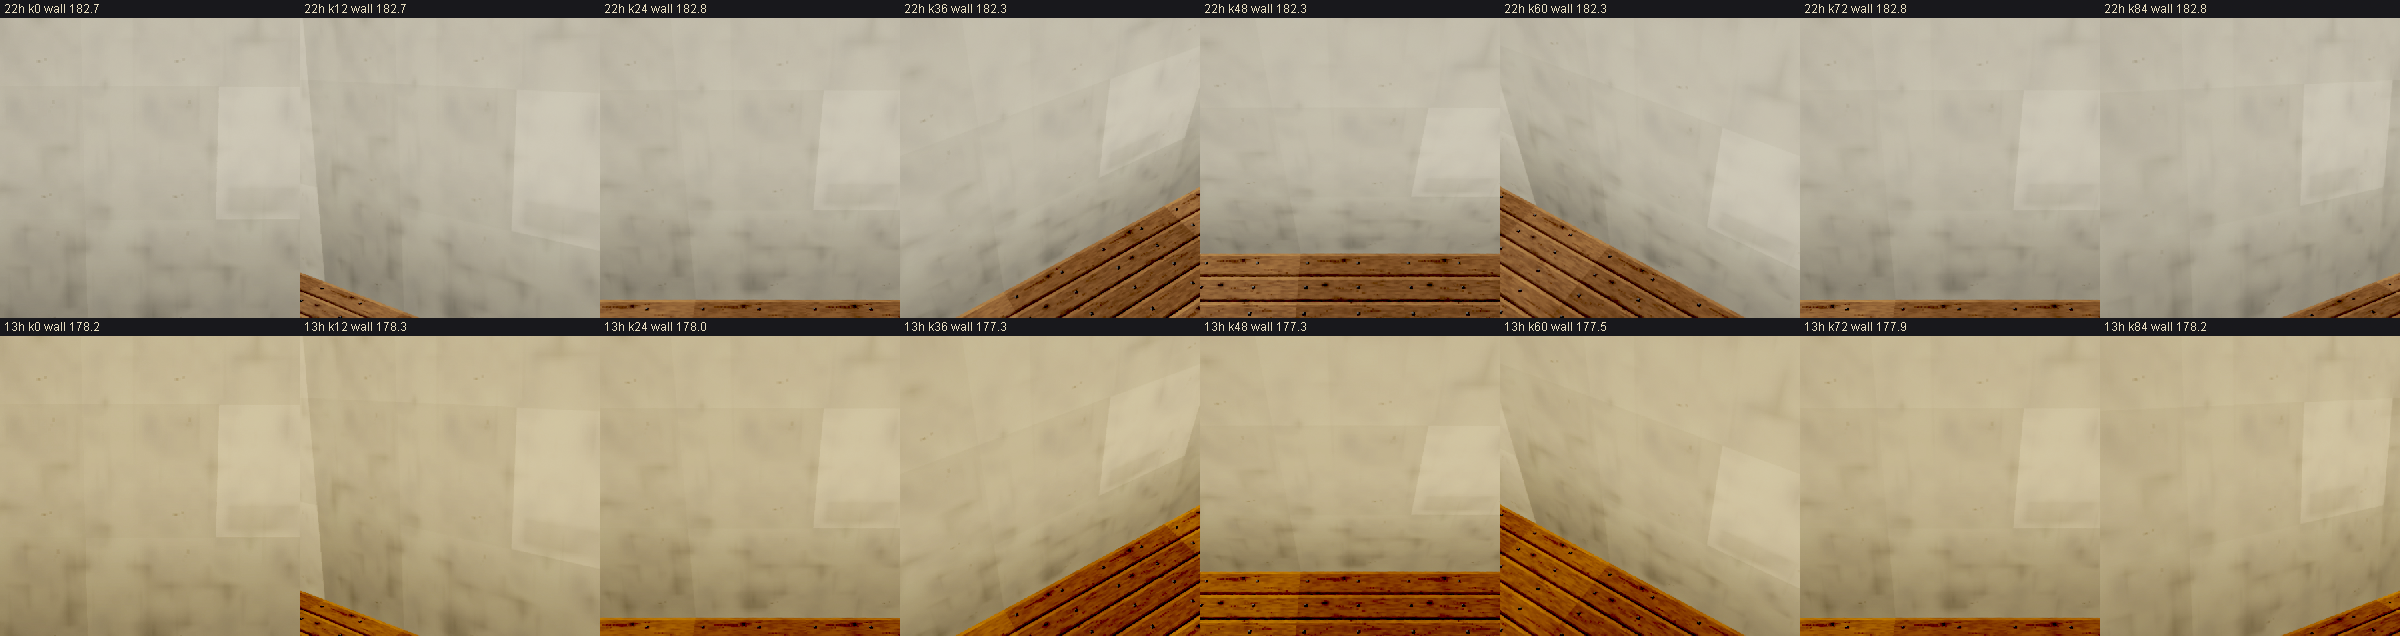 22h k0 wall 182.7
22h k12 wall 182.7
22h k24 wall 182.8
22h k36 wall 182.3
22h k48 wall 182.3
22h k60 wall 182.3
22h k72 wall 182.8
22h k84 wall 182.8
13h k0 wall 178.2
13h k12 wall 178.3
13h k24 wall 178.0
13h k36 wall 177.3
13h k48 wall 177.3
13h k60 wall 177.5
13h k72 wall 177.9
13h k84 wall 178.2